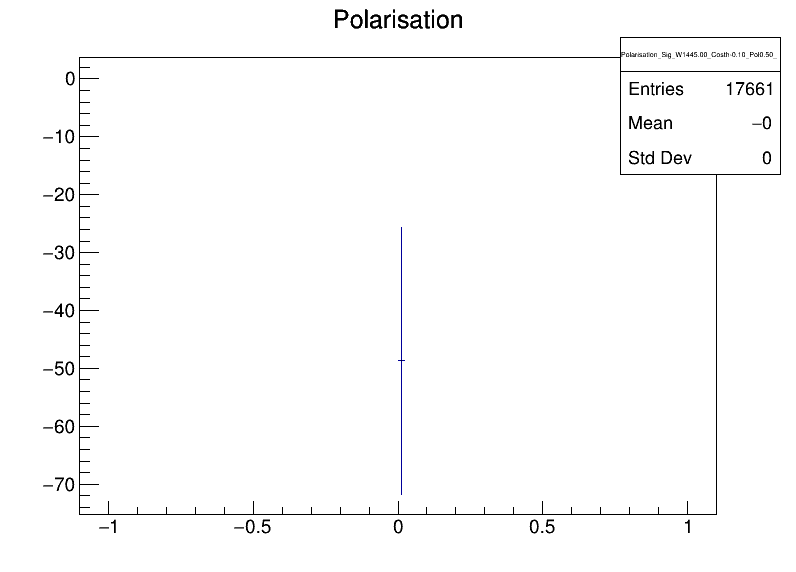 Polarisation
Polarisation_Sig_W1445.00_Costh-0.10_Pol0.50_
Entries 17661
Mean −0
Std Dev 0
0
−10
−20
−30
−40
−50
−60
−70
−1 −0.5 0 0.5 1